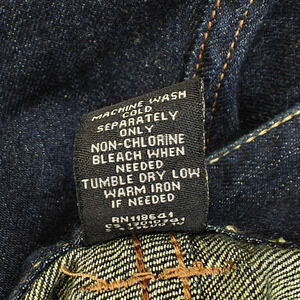 MACHINE WASH
COLD
SEPARATELY
ONLY
NON-CHLORINE
BLEACH WHEN
NEEDED
TUMBLE DRY LOW
WARM IRON
IF NEEDED
RN118641